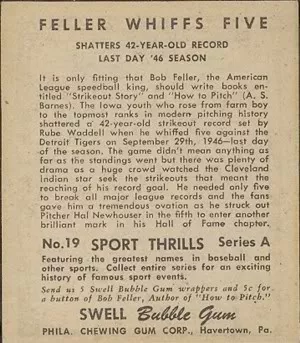 FELLER WHIFFS FIVE
SHATTERS 42-YEAR-OLD RECORD
LAST DAY '46 SEASON
It is only fitting that Bob Feller, the American
League speedball king, should write books en-
titled "Strikeout Story" and "How to Pitch" (A. S.
Barnes). The Iowa youth who rose from farm boy
to the topmost ranks in modern pitching history
shattered a 42-year-old strikeout record set by
Rube Waddell when he whiffed five against the
Detroit Tigers on September 29th, 1946—last day
of the season. The game didn't mean anything as
far as the standings went but there was plenty of
drama as a huge crowd watched the Cleveland
Indian star seek the strikeouts that meant the
reaching of his record goal. He needed only five
to break all major league records and the fans
gave him a tremendous ovation as he struck out
Pitcher Hal Newhouser in the fifth to enter another
brilliant mark in his Hall of Fame chapter.
No. 19 SPORT THRILLS Series A
Featuring the greatest names in baseball and
other sports. Collect entire series for an exciting
history of famous sport events.
Send us 5 Swell Bubble Gum wrappers and 5c for
a button of Bob Feller, Author of "How to Pitch."
SWELL Bubble Gum
PHILA. CHEWING GUM CORP., Havertown, Pa.